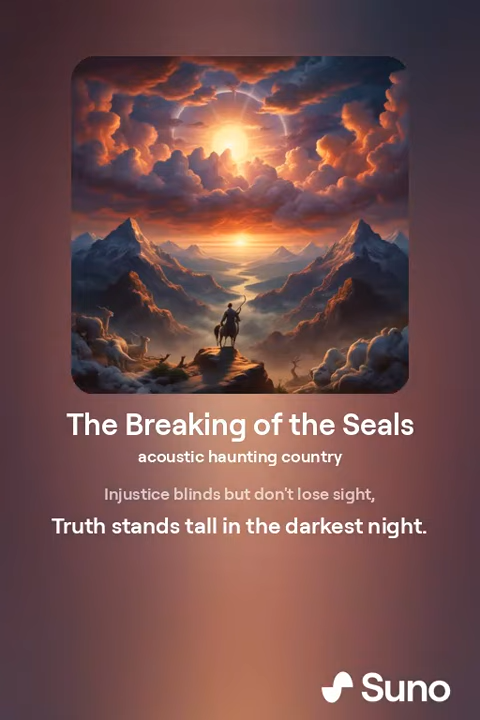 The Breaking of the Seals
acoustic haunting country
Injustice blinds but don't lose sight,
Truth stands tall in the darkest night.
Suno